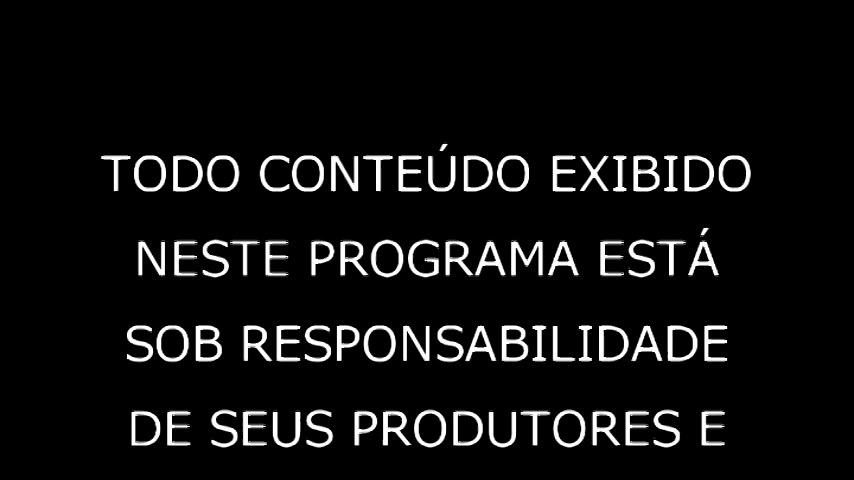 TODO CONTEÚDO EXIBIDO
NESTE PROGRAMA ESTÁ
SOB RESPONSABILIDADE
DE SEUS PRODUTORES E